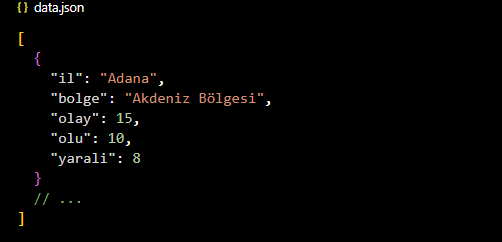 {} data.json
[
{
"il": "Adana",
"bolge": "Akdeniz Bölgesi",
"olay": 15,
"olu": 10,
"yarali": 8
}
// ...
]